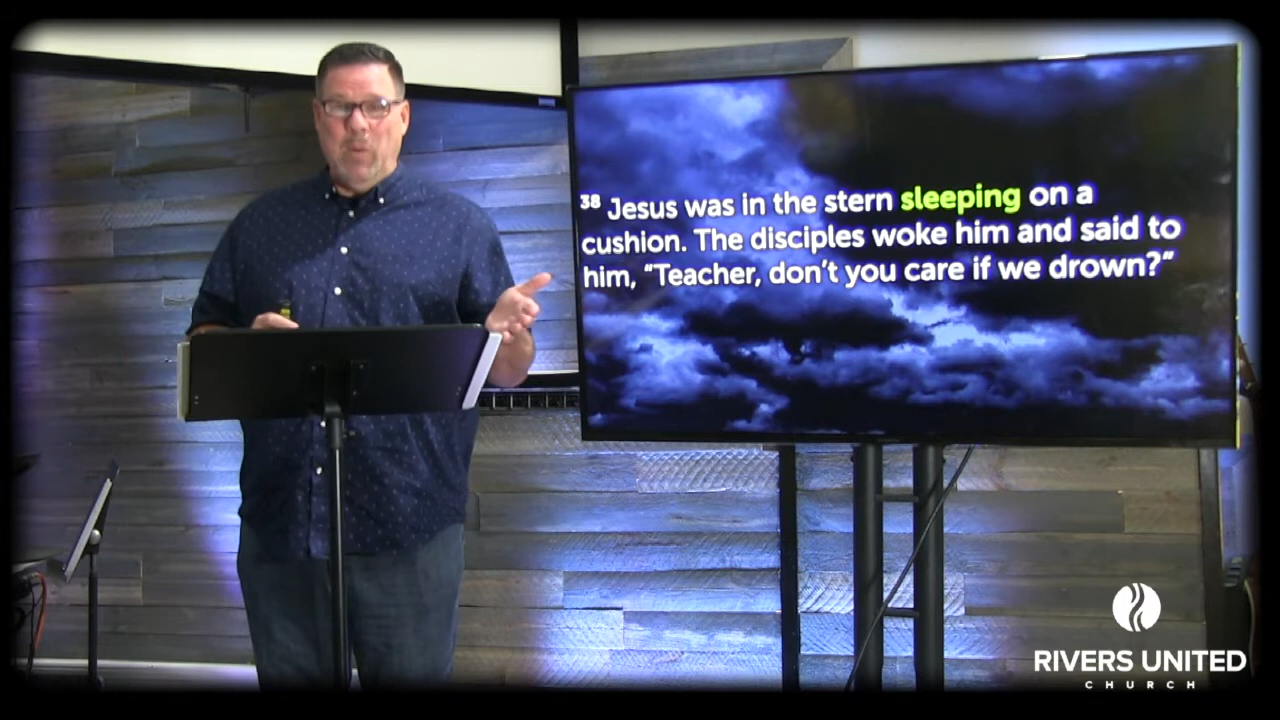 38 Jesus was in the stern sleeping on a
cushion. The disciples woke him and said to
him, “Teacher, don’t you care if we drown?”
RIVERS UNITED
CHURCH